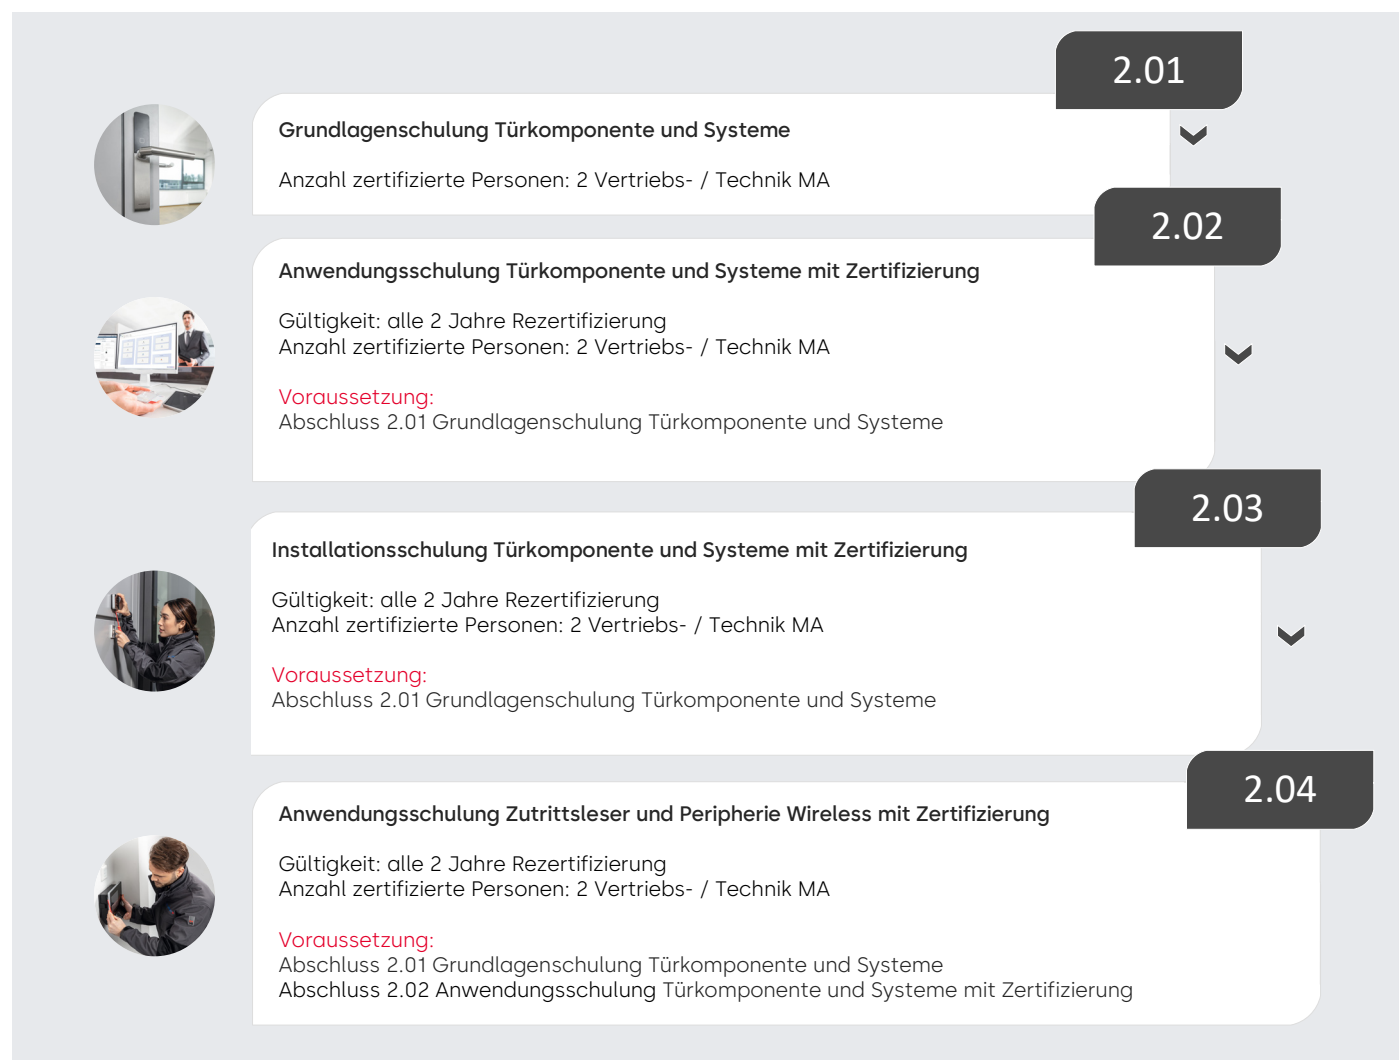 2.01
Grundlagenschulung Türkomponente und Systeme
Anzahl zertifizierte Personen: 2 Vertriebs- / Technik MA
2.02
Anwendungsschulung Türkomponente und Systeme mit Zertifizierung
Gültigkeit: alle 2 Jahre Rezertifizierung
Anzahl zertifizierte Personen: 2 Vertriebs- / Technik MA
Voraussetzung:
Abschluss 2.01 Grundlagenschulung Türkomponente und Systeme
2.03
Installationsschulung Türkomponente und Systeme mit Zertifizierung
Gültigkeit: alle 2 Jahre Rezertifizierung
Anzahl zertifizierte Personen: 2 Vertriebs- / Technik MA
Voraussetzung:
Abschluss 2.01 Grundlagenschulung Türkomponente und Systeme
2.04
Anwendungsschulung Zutrittsleser und Peripherie Wireless mit Zertifizierung
Gültigkeit: alle 2 Jahre Rezertifizierung
Anzahl zertifizierte Personen: 2 Vertriebs- / Technik MA
Voraussetzung:
Abschluss 2.01 Grundlagenschulung Türkomponente und Systeme
Abschluss 2.02 Anwendungsschulung Türkomponente und Systeme mit Zertifizierung